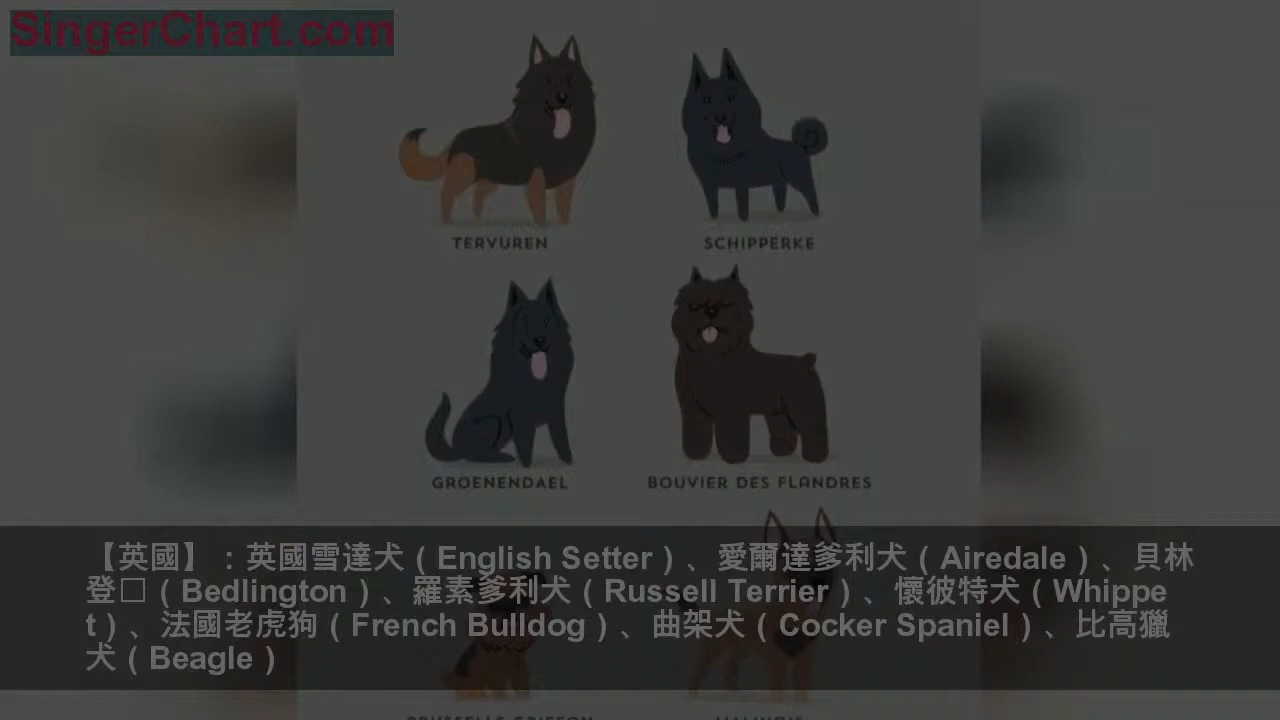 SingerChart.com
TERVUREN
SCHIPPERKE
GROENENDAEL
BOUVIER DES FLANDRES
【英國】：英國雪達犬（English Setter）、愛爾達爹利犬（Airedale）、貝林
登□（Bedlington）、羅素爹利犬（Russell Terrier）、懷彼特犬（Whippe
t）、法國老虎狗（French Bulldog）、曲架犬（Cocker Spaniel）、比高獵
犬（Beagle）
BRUSSELS GRIFFON
MALINOIS